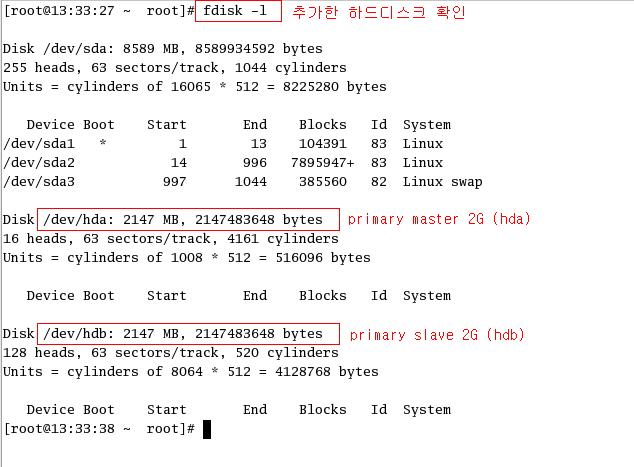 [root@13:33:27 ~  root]# fdisk -l 추가한 하드디스크 확인
Disk /dev/sda: 8589 MB, 8589934592 bytes
255 heads, 63 sectors/track, 1044 cylinders
Units = cylinders of 16065 * 512 = 8225280 bytes
Device Boot Start End Blocks Id System
/dev/sda1 * 1 13 104391 83 Linux
/dev/sda2 14 996 7895947+ 83 Linux
/dev/sda3 997 1044 385560 82 Linux swap
Disk /dev/hda: 2147 MB, 2147483648 bytes primary master 2G (hda)
16 heads, 63 sectors/track, 4161 cylinders
Units = cylinders of 1008 * 512 = 516096 bytes
Device Boot Start End Blocks Id System
Disk /dev/hdb: 2147 MB, 2147483648 bytes primary slave 2G (hdb)
128 heads, 63 sectors/track, 520 cylinders
Units = cylinders of 8064 * 512 = 4128768 bytes
Device Boot Start End Blocks Id System
[root@13:33:38 ~  root]#